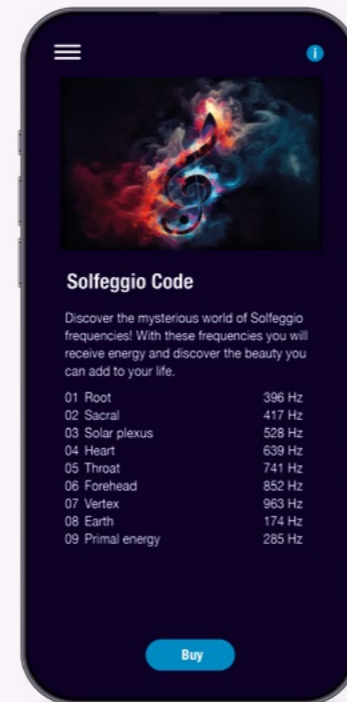 i
Solfeggio Code
Discover the mysterious world of Solfeggio
frequencies! With these frequencies you will
receive energy and discover the beauty you
can add to your life.
01 Root 396 Hz
02 Sacral 417 Hz
03 Solar plexus 528 Hz
04 Heart 639 Hz
05 Throat 741 Hz
06 Forehead 852 Hz
07 Vertex 963 Hz
08 Earth 174 Hz
09 Primal energy 285 Hz
Buy